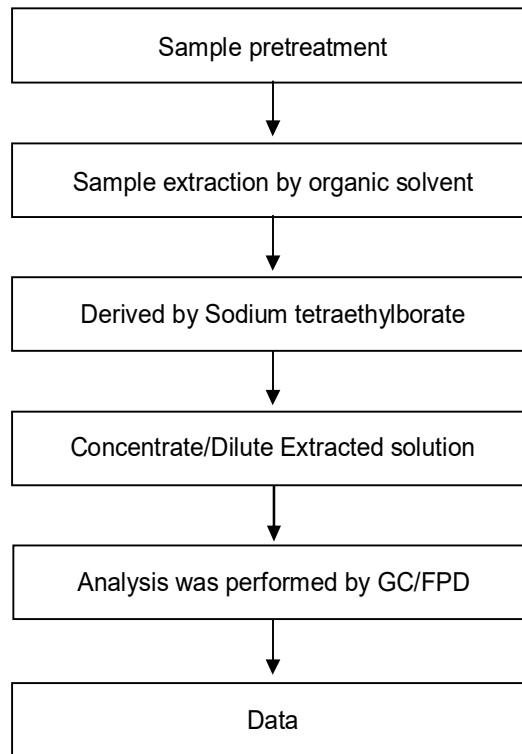 Sample pretreatment
Sample extraction by organic solvent
Derived by Sodium tetraethylborate
Concentrate/Dilute Extracted solution
Analysis was performed by GC/FPD
Data